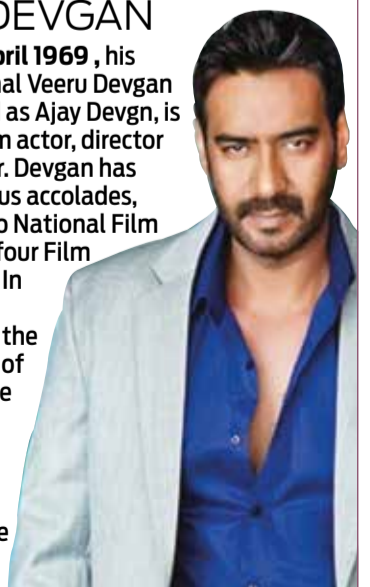 DEVGAN
pril 1969 , his
al Veeru Devgan
as Ajay Devgn, is
m actor, director
r. Devgan has
us accolades,
o National Film
four Film
In
the
of
e
e